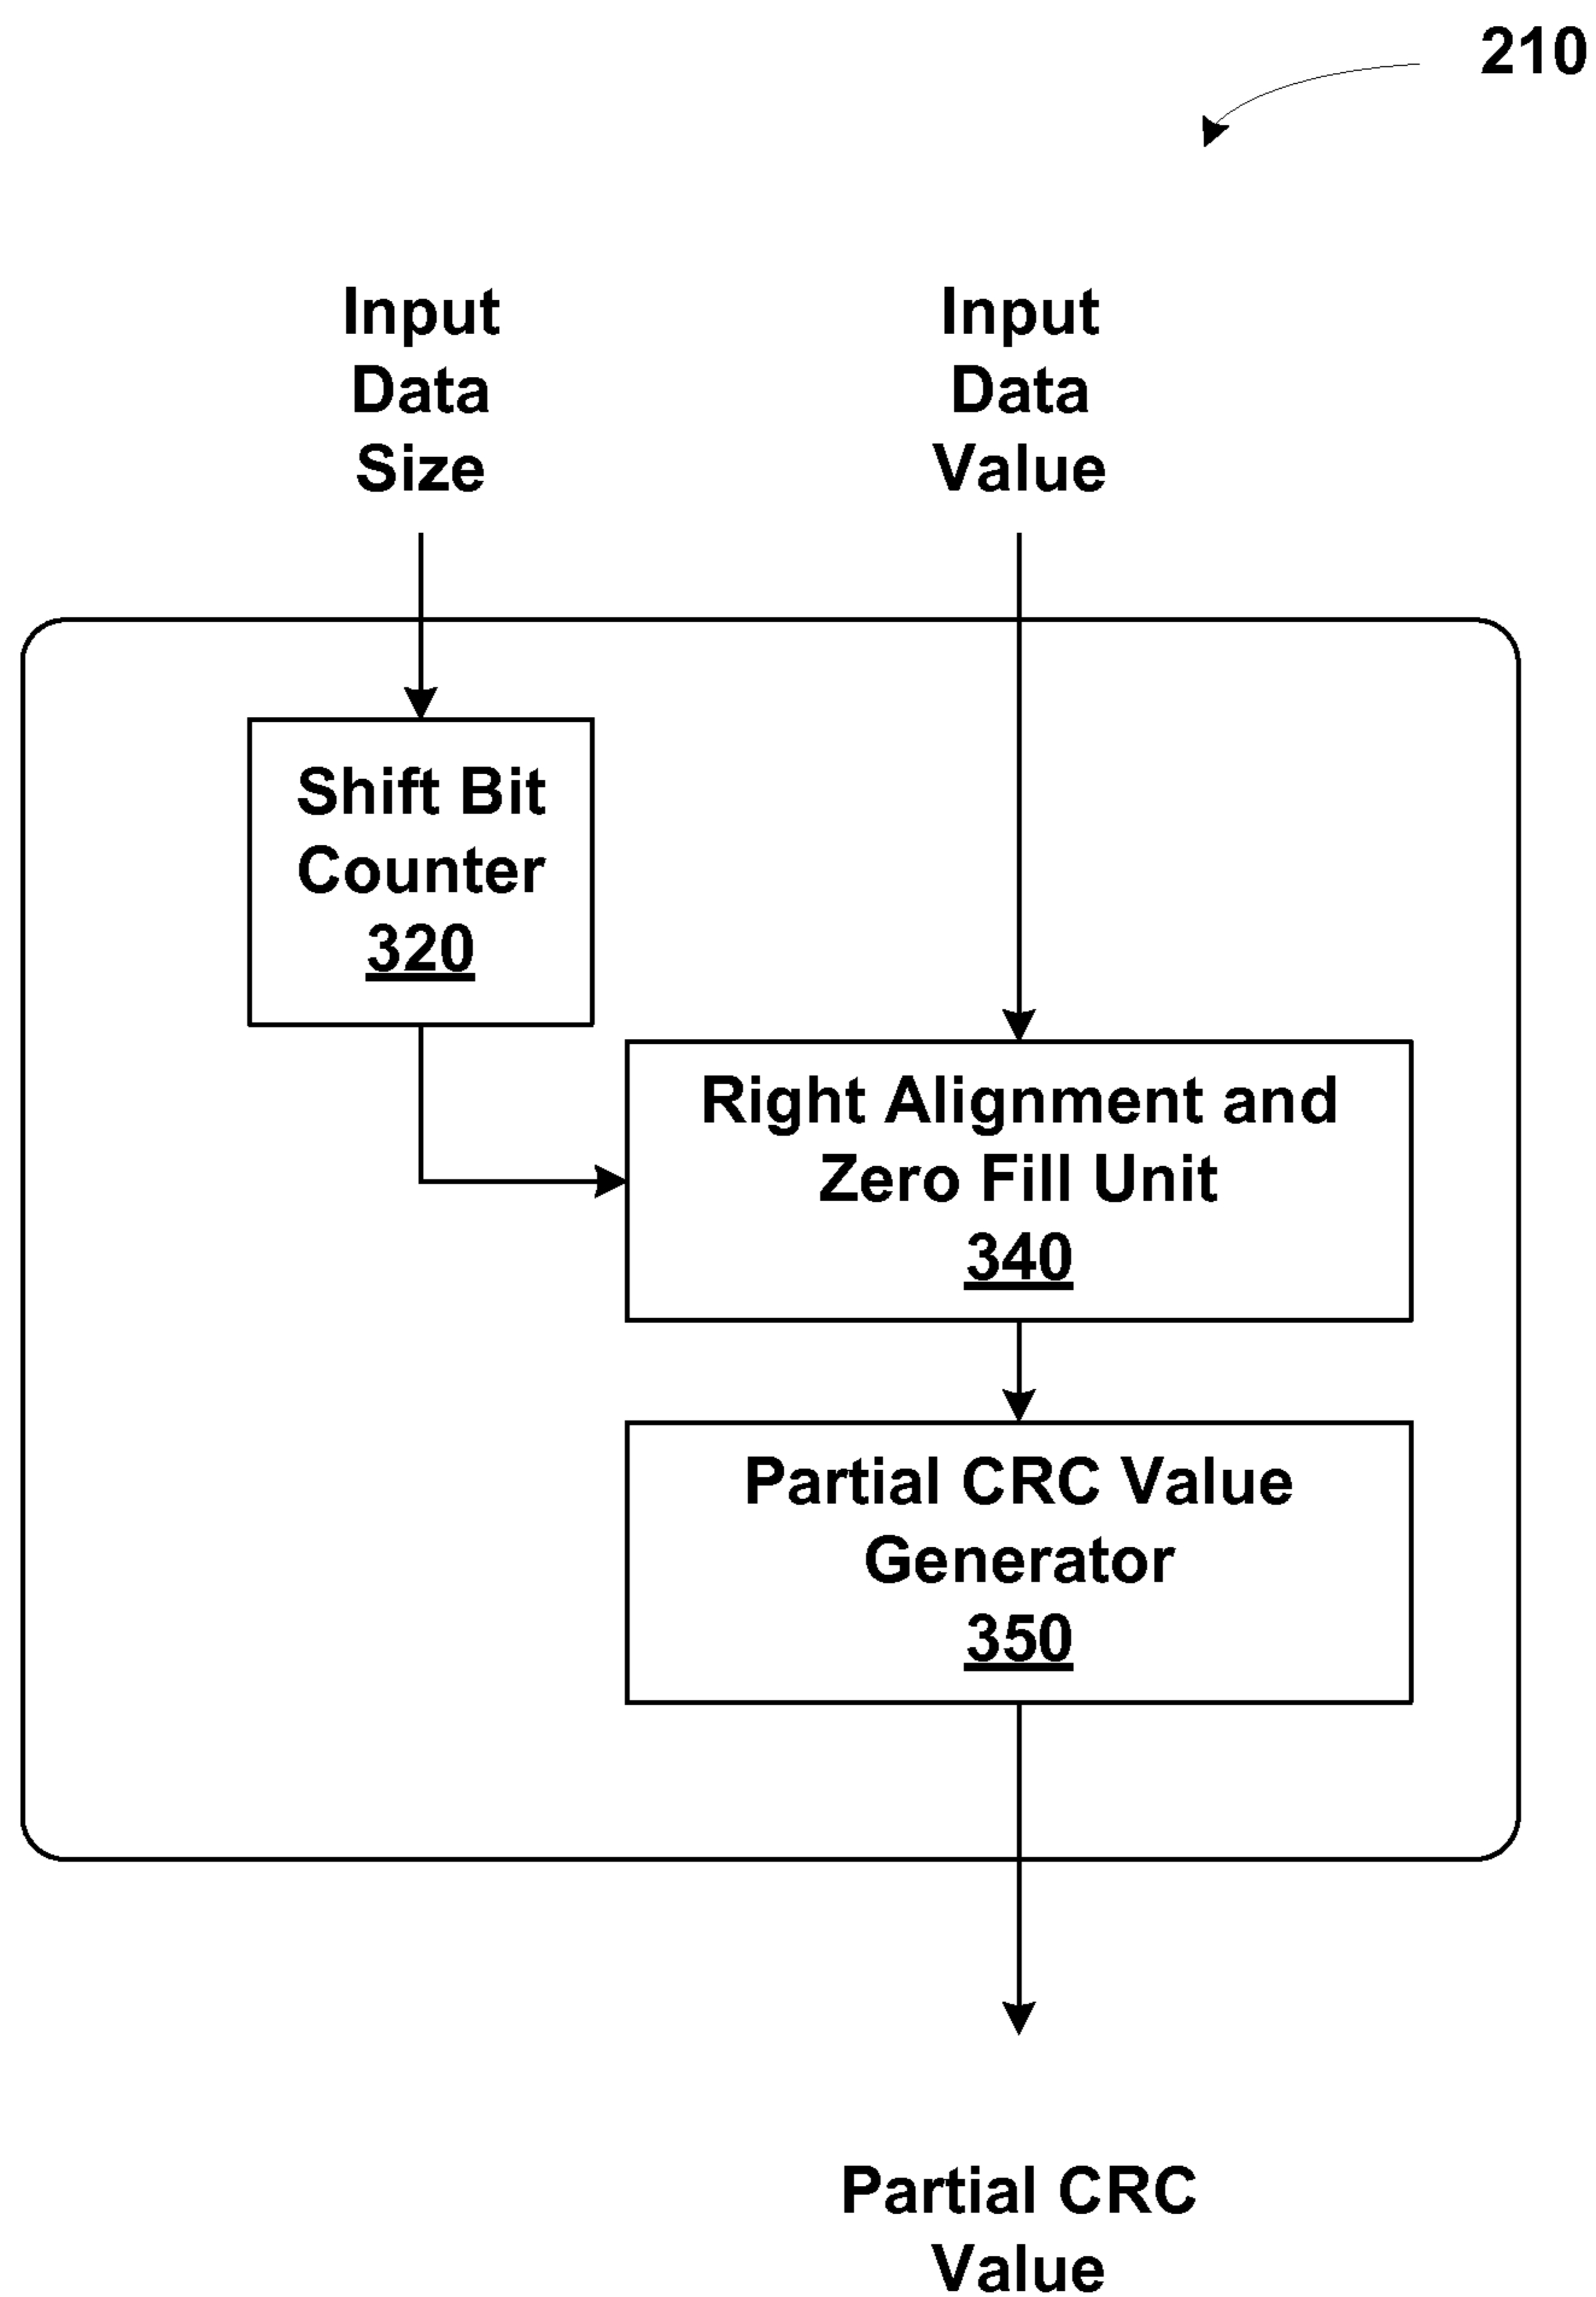 210
Input
Data
Size
Input
Data
Value
Shift Bit
Counter
320
Right Alignment and
Zero Fill Unit
340
Partial CRC Value
Generator
350
Partial CRC
Value